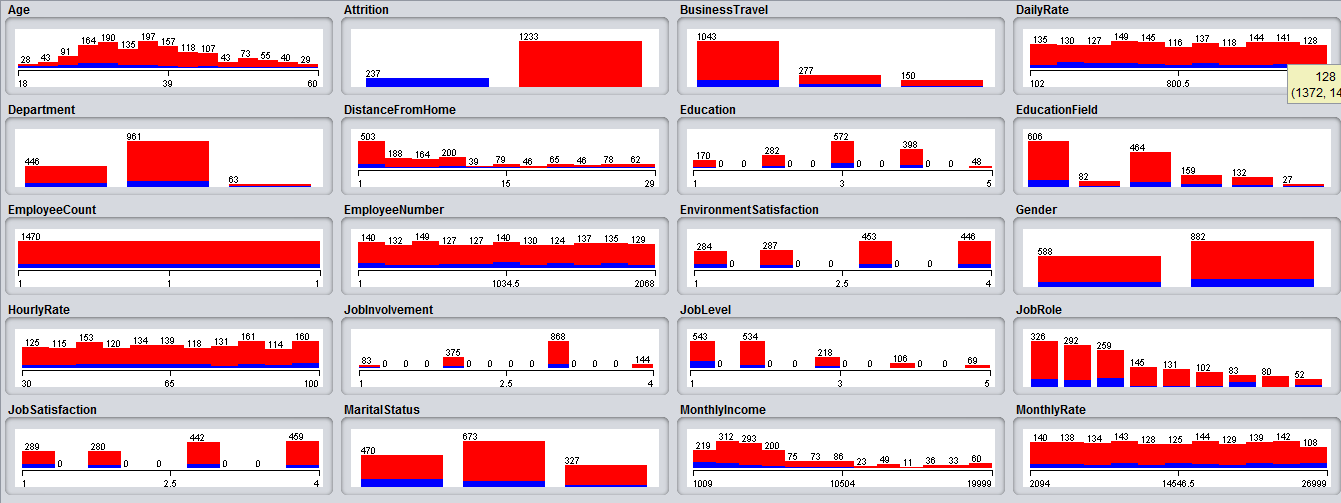 Age Attrition BusinessTravel DailyRate
28 43 91 164 190 135 197 157 118 107 43 73 55 40 29
18 39 60
237 1233
1043 277 150
135 130 127 149 145 116 137 118 144 141 128
102 800.5
128
(1372, 14
Department DistanceFromHome Education EducationField
446 961 63
503 188 164 200 39 79 46 65 46 78 62
1 15 29
170 0 0 282 0 0 572 0 0 398 0 0 48
1 3 5
606 82 464 159 132 27
EmployeeCount EmployeeNumber EnvironmentSatisfaction Gender
1470
1 1 1
140 132 149 127 127 140 130 124 137 135 129
1 1034.5 2068
284 0 287 0 0 453 0 0 446
1 2.5 4
588 882
HourlyRate JobInvolvement JobLevel JobRole
125 115 153 120 134 139 118 131 161 114 160
30 65 100
83 0 0 0 375 0 0 0 868 0 0 0 144
1 2.5 4
543 0 534 0 0 218 0 0 106 0 0 69
1 3 5
326 292 259 145 131 102 83 80 52
JobSatisfaction MaritalStatus MonthlyIncome MonthlyRate
289 0 280 0 0 442 0 0 459
1 2.5 4
470 673 327
219 312 293 200 75 73 86 23 49 11 36 33 60
1009 10504 19999
140 138 134 143 128 125 144 129 139 142 108
2094 14546.5 26999